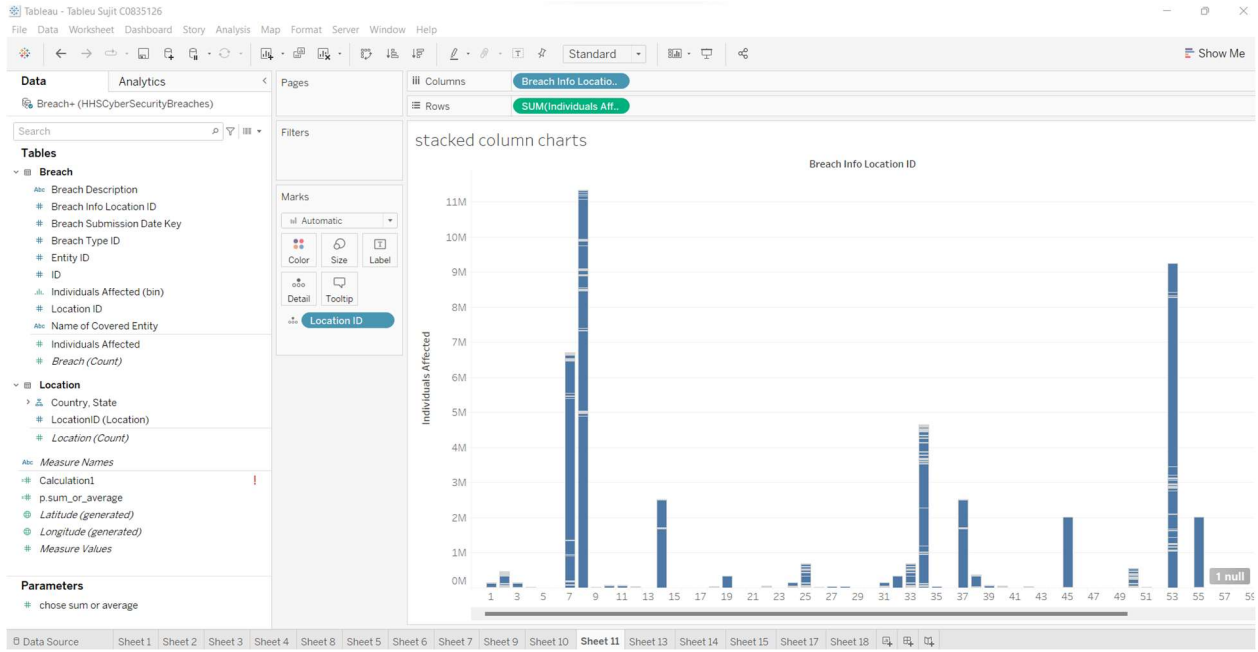 Tableau - Tableu Sujit C0835126
File Data Worksheet Dashboard Story Analysis Map Format Server Window Help
Standard
Show Me
Data Analytics
Breach+ (HHSCyberSecurityBreaches)
Search
Tables
Breach
Abc Breach Description
# Breach Info Location ID
# Breach Submission Date Key
# Breach Type ID
# Entity ID
# ID
Individuals Affected (bin)
# Location ID
Abc Name of Covered Entity
# Individuals Affected
# Breach (Count)
Location
Country, State
# LocationID (Location)
# Location (Count)
Abc Measure Names
=# Calculation1 !
=# p.sum_or_average
Latitude (generated)
Longitude (generated)
# Measure Values
Parameters
# chose sum or average
Pages
Filters
Marks
Automatic
Color Size Label
Detail Tooltip
Location ID
Columns Breach Info Locatio..
Rows SUM(Individuals Aff..
stacked column charts
Breach Info Location ID
Individuals Affected
11M
10M
9M
8M
7M
6M
5M
4M
3M
2M
1M
0M
1 null
1 3 5 7 9 11 13 15 17 19 21 23 25 27 29 31 33 35 37 39 41 43 45 47 49 51 53 55 57 59
Data Source Sheet 1 Sheet 2 Sheet 3 Sheet 4 Sheet 8 Sheet 5 Sheet 6 Sheet 7 Sheet 9 Sheet 10 Sheet 11 Sheet 13 Sheet 14 Sheet 15 Sheet 17 Sheet 18